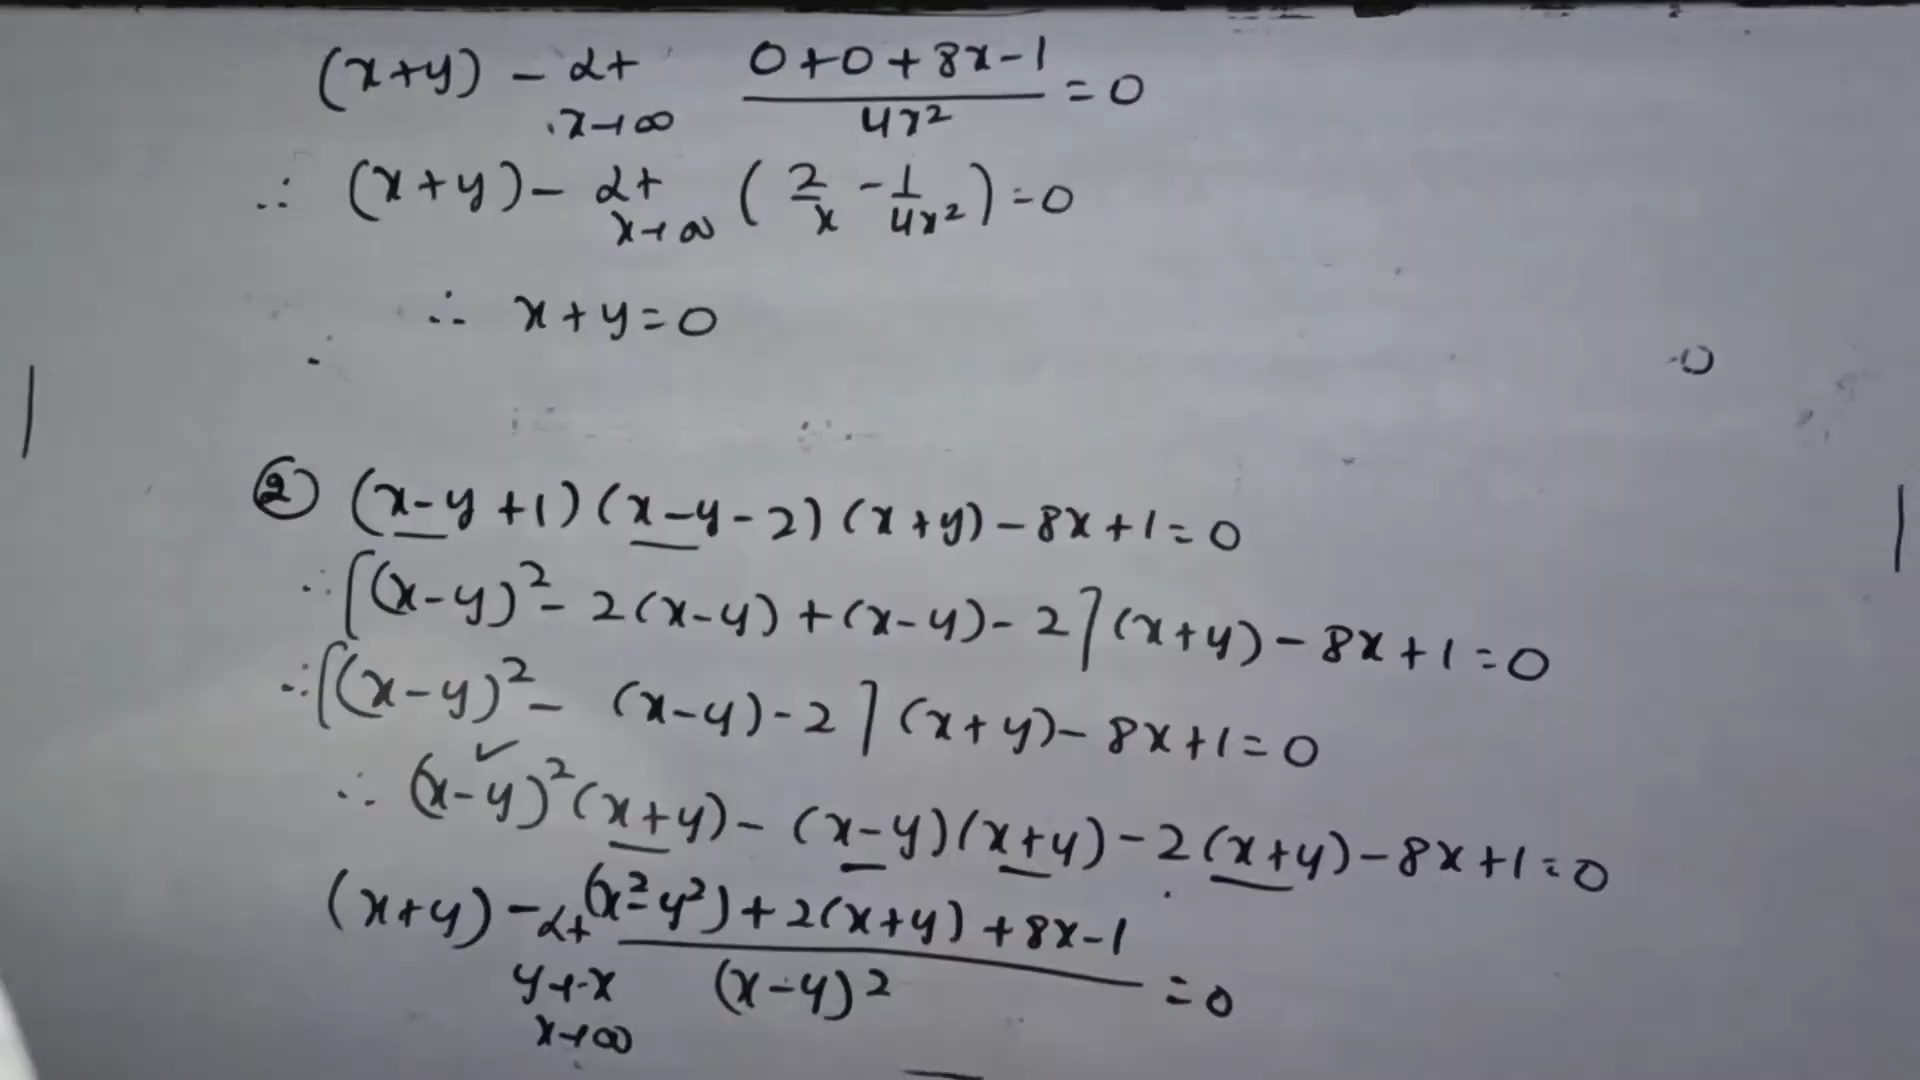 (x+y) - Lt x→∞ (0+0+8x-1)/4x² = 0
∴ (x+y) - Lt x→∞ (2/x - 1/4x²) = 0
∴ x+y=0
② (x-y+1)(x-y-2)(x+y)-8x+1=0
∴ [(x-y)²-2(x-y)+(x-y)-2](x+y)-8x+1=0
∴ [(x-y)²-(x-y)-2](x+y)-8x+1=0
∴ (x-y)²(x+y)-(x-y)(x+y)-2(x+y)-8x+1=0
(x+y) - Lt y→-x x→∞ ((x²-y²)+2(x+y)+8x-1)/(x-y)² = 0